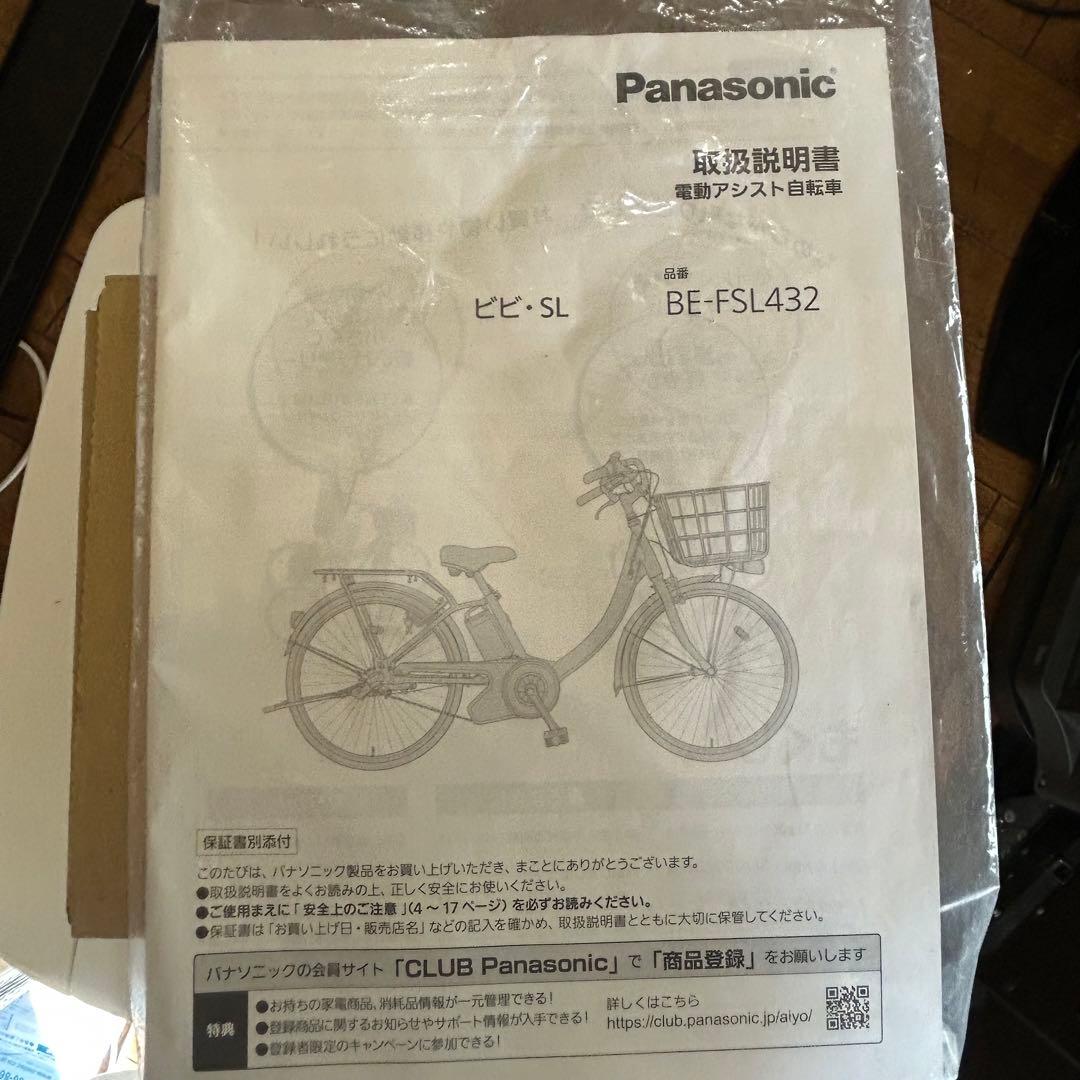 Panasonic
取扱説明書
電動アシスト自転車
ビビ・SL
品番
BE-FSL432
保証書別添付
このたびは、パナソニック製品をお買い上げいただき、まことにありがとうございます。
●取扱説明書をよくお読みの上、正しく安全にお使いください。
●ご使用まえに「安全上のご注意」(4～17ページ)を必ずお読みください。
●保証書は「お買い上げ日・販売店名」などの記入を確かめ、取扱説明書とともに大切に保管してください。
パナソニックの会員サイト「CLUB Panasonic」で「商品登録」をお願いします
特典
●お持ちの家電商品、消耗品情報が一元管理できる!
●登録商品に関するお知らせやサポート情報が入手できる!
●登録者限定のキャンペーンに参加できる!
詳しくはこちら
https://club.panasonic.jp/aiyo/